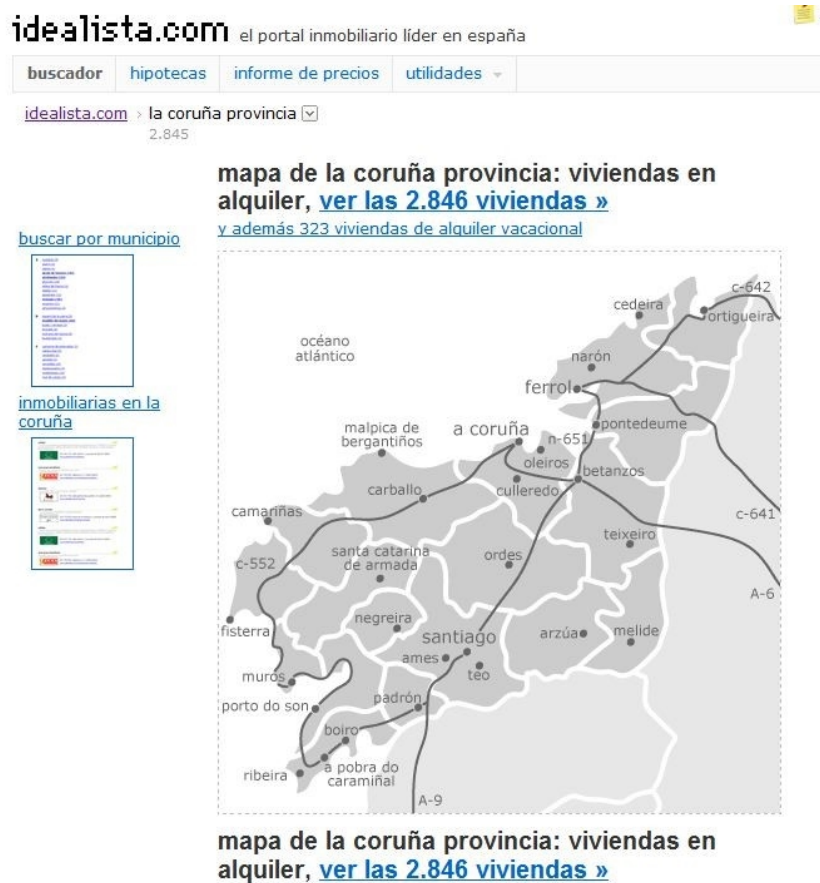 idealista.com el portal inmobiliario líder en españa
buscador hipotecas informe de precios utilidades
idealista.com › la coruña provincia
2.845
mapa de la coruña provincia: viviendas en
alquiler, ver las 2.846 viviendas »
y además 323 viviendas de alquiler vacacional
buscar por municipio
inmobiliarias en la
coruña
océano
atlántico
c-642
cedeira
ortigueira
narón
ferrol
pontedeume
malpica de
bergantiños
a coruña
n-651
oleiros
betanzos
carballo
culleredo
camariñas
c-641
teixeiro
santa catarina
de armada
ordes
c-552
A-6
negreira
fisterra
santiago
arzúa
melide
ames
teo
muros
padrón
porto do son
boiro
a pobra do
caramiñal
ribeira
A-9
mapa de la coruña provincia: viviendas en
alquiler, ver las 2.846 viviendas »